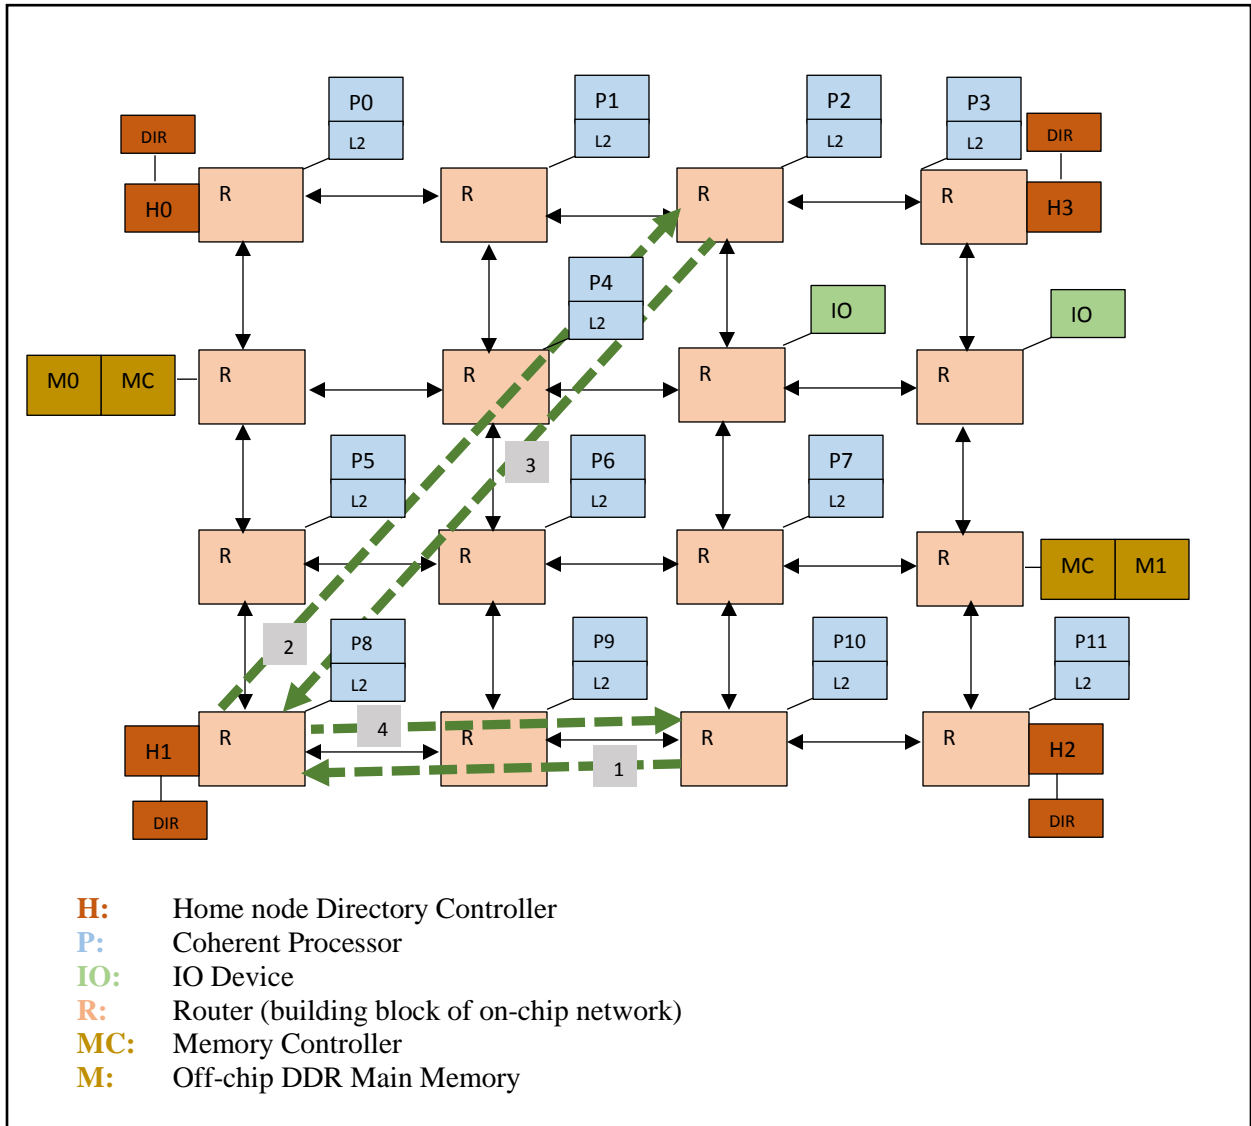 P0
P1
P2
P3
DIR
L2
L2
L2
L2
DIR
R
R
R
R
H0
H3
P4
L2
IO
IO
M0 MC
R
R
R
R
3
P5
P6
P7
L2
L2
L2
R
R
R
R
MC M1
2
P8
P9
P10
P11
L2
L2
L2
L2
R
4
R
R
R
H1
H2
1
DIR
DIR
H: Home node Directory Controller
P: Coherent Processor
IO: IO Device
R: Router (building block of on-chip network)
MC: Memory Controller
M: Off-chip DDR Main Memory